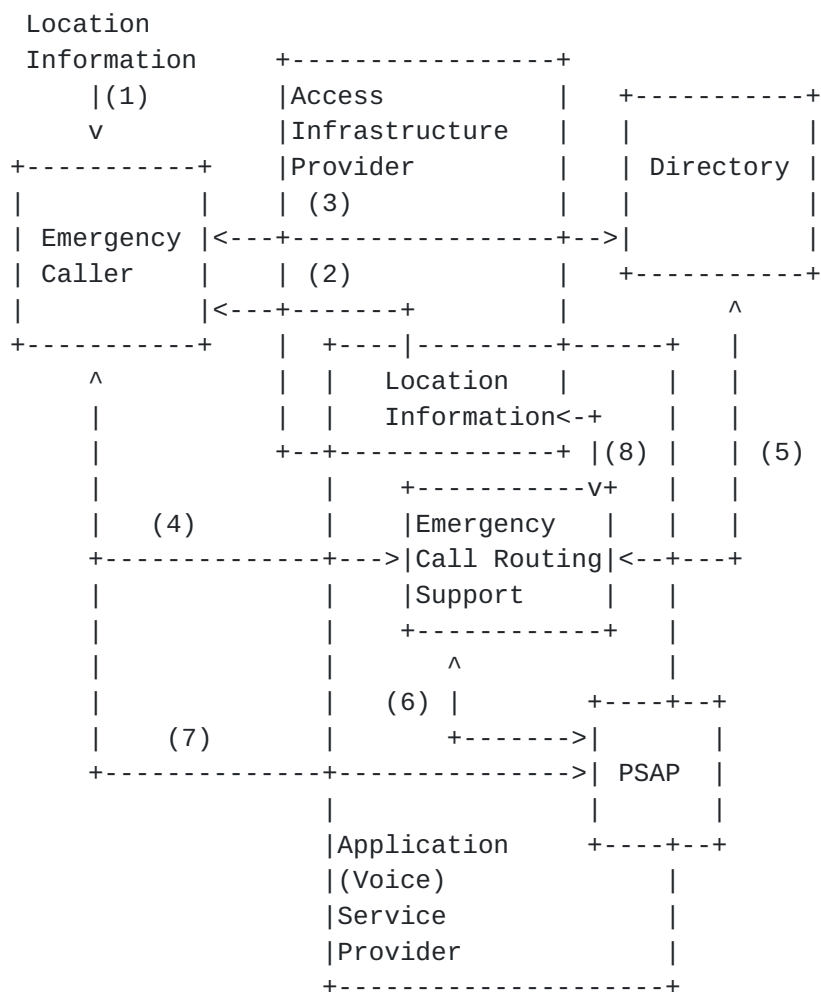 Location
Information
(1)
Access
Infrastructure
Provider
Directory
(3)
Emergency
Caller
(2)
Location
Information
(8)
(5)
(4)
Emergency
Call Routing
Support
(6)
(7)
PSAP
Application
(Voice)
Service
Provider